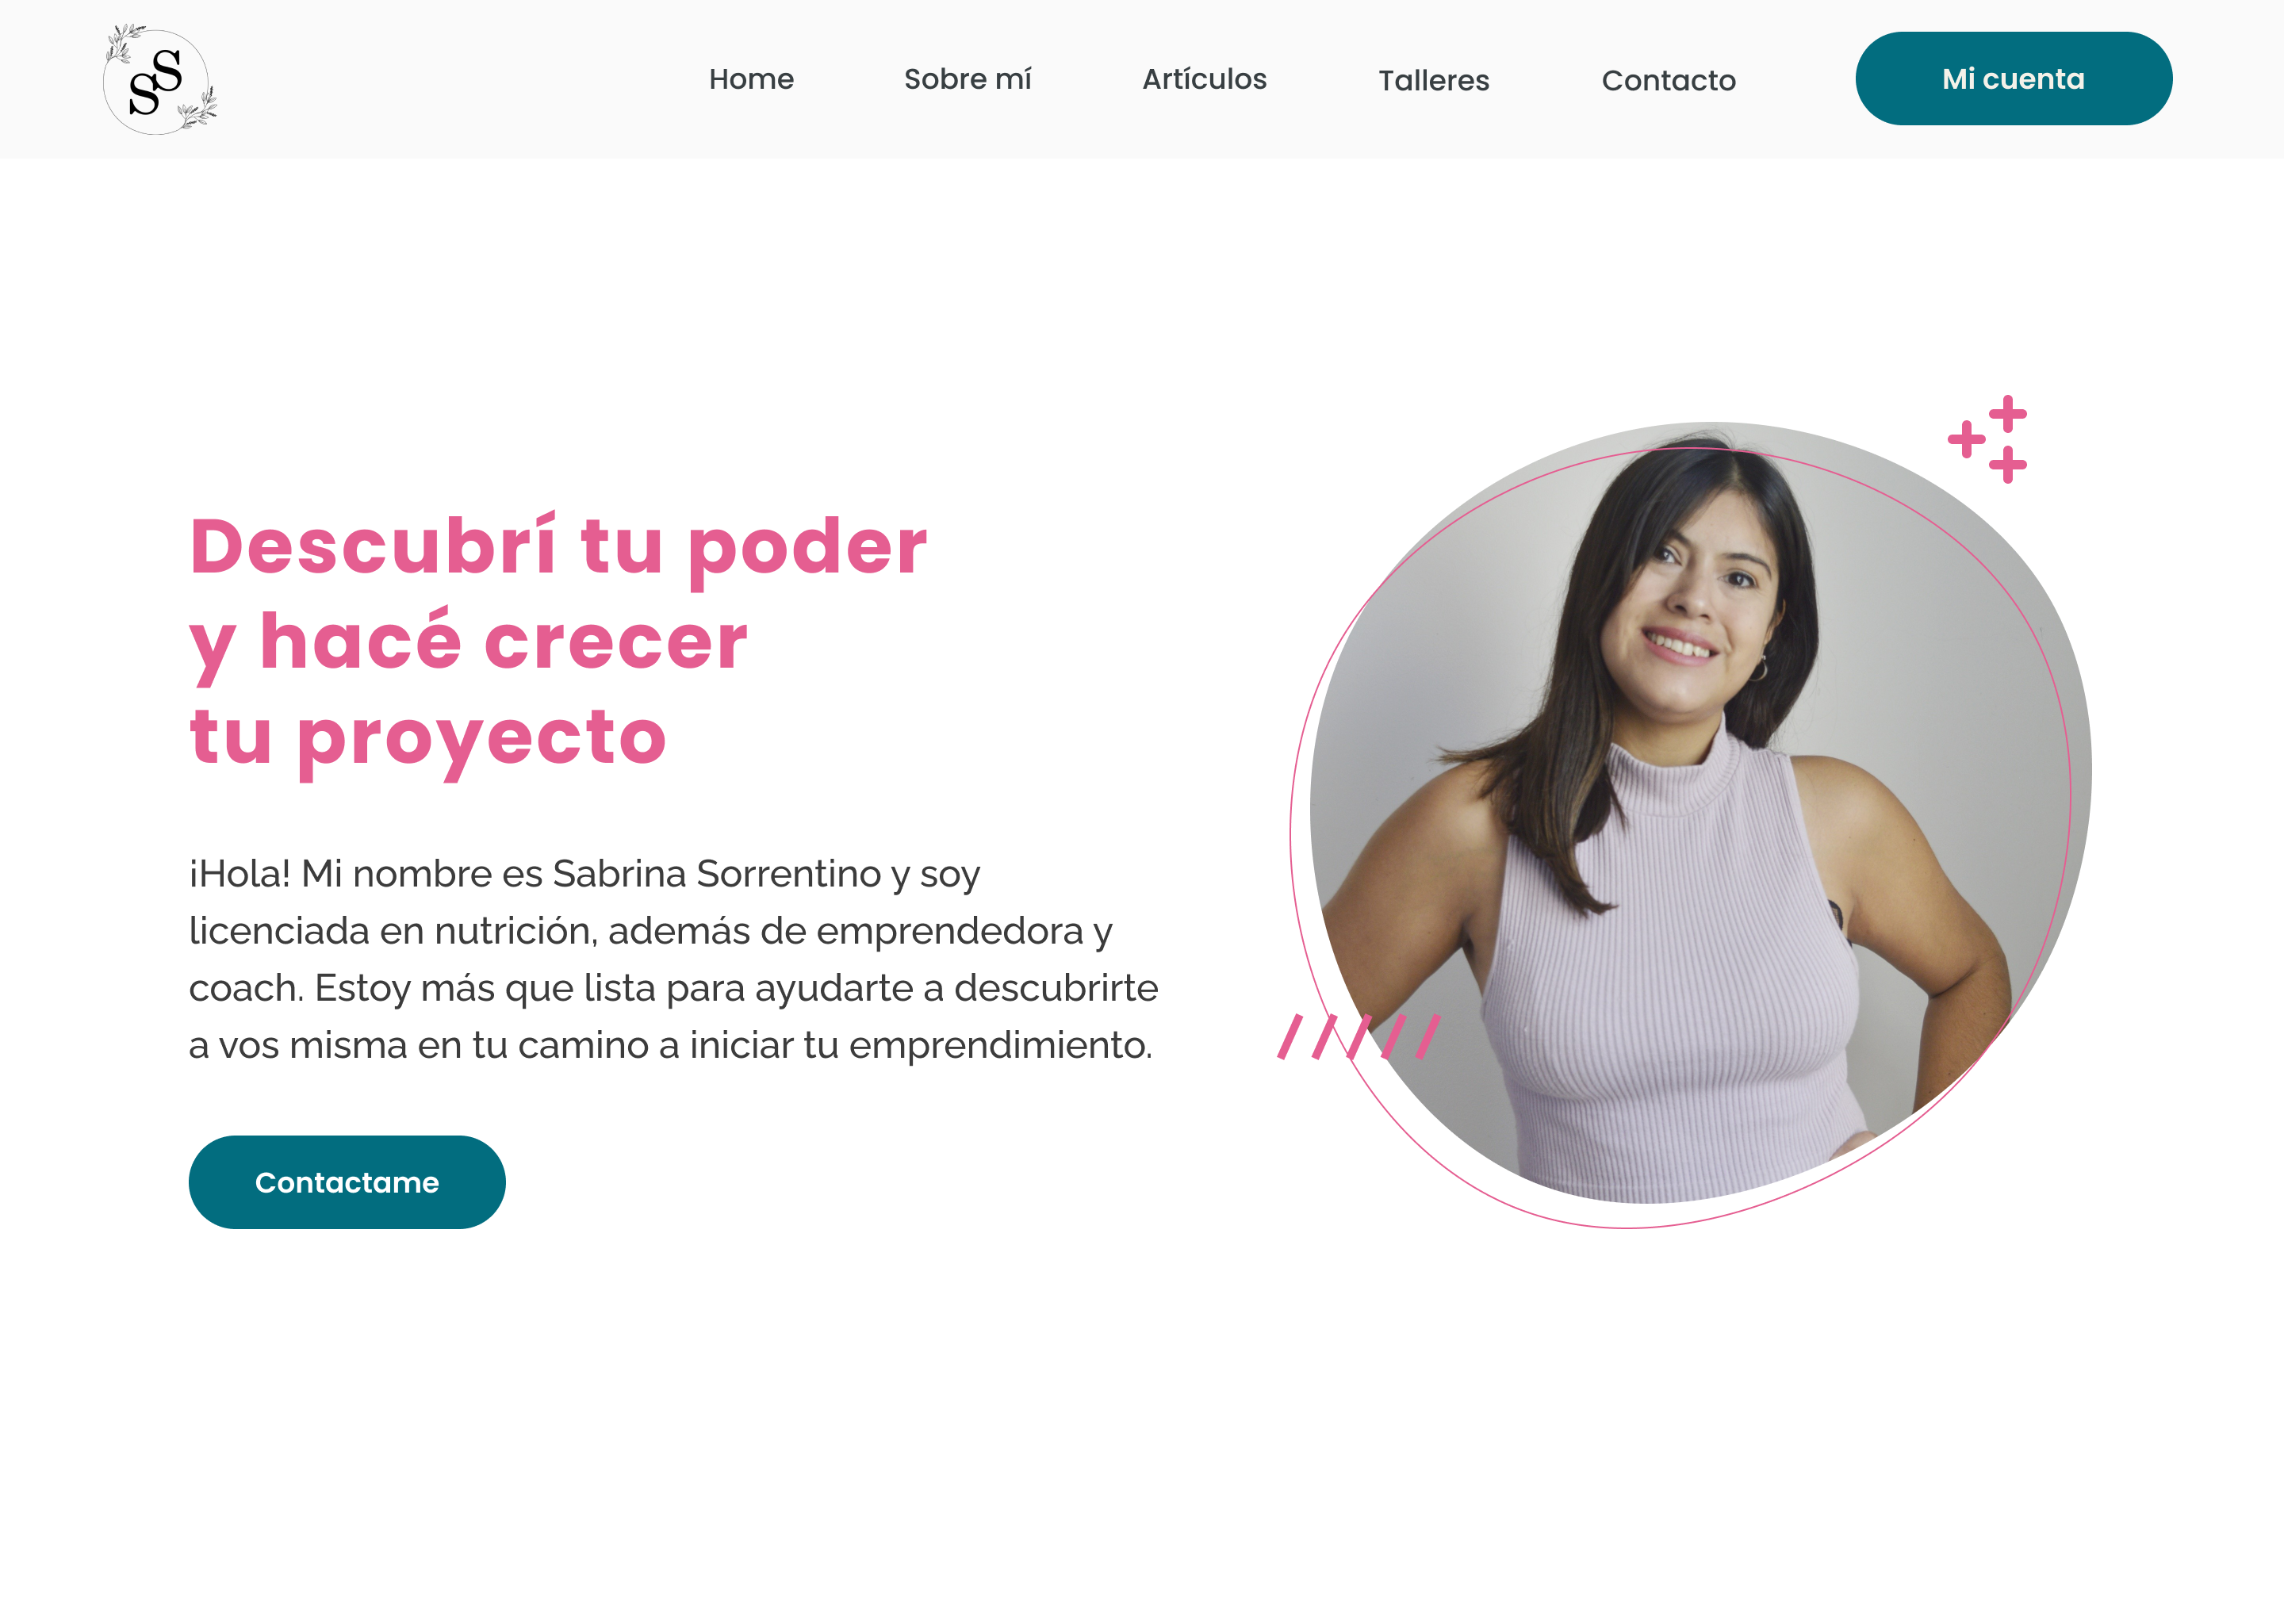 SS
Home
Sobre mí
Artículos
Talleres
Contacto
Mi cuenta
Descubrí tu poder
y hacé crecer
tu proyecto
¡Hola! Mi nombre es Sabrina Sorrentino y soy
licenciada en nutrición, además de emprendedora y
coach. Estoy más que lista para ayudarte a descubrirte
a vos misma en tu camino a iniciar tu emprendimiento.
Contactame